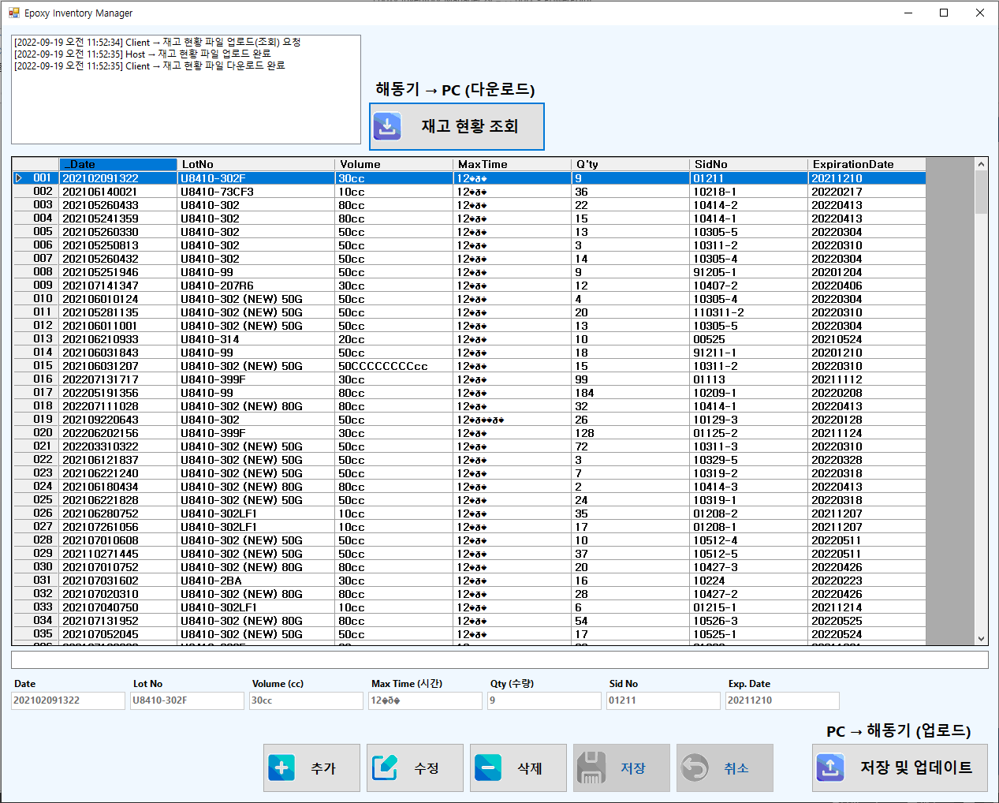 Epoxy Inventory Manager
[2022-09-19 오전 11:52:34] Client → 재고 현황 파일 업로드(조회) 요청
[2022-09-19 오전 11:52:35] Host → 재고 현황 파일 업로드 완료
[2022-09-19 오전 11:52:35] Client → 재고 현황 파일 다운로드 완료
해동기 → PC (다운로드)
재고 현황 조회
_Date LotNo Volume MaxTime Q'ty SidNo ExpirationDate
001 202102091322 U8410-302F 30cc 12�ð� 9 01211 20211210
002 202106140021 U8410-73CF3 10cc 12�ð� 36 10218-1 20220217
003 202105260433 U8410-302 80cc 12�ð� 22 10414-2 20220413
004 202105241359 U8410-302 80cc 12�ð� 15 10414-1 20220413
005 202105260330 U8410-302 50cc 12�ð� 13 10305-5 20220304
006 202105250813 U8410-302 50cc 12�ð� 3 10311-2 20220310
007 202105260432 U8410-302 50cc 12�ð� 14 10305-4 20220304
008 202105251946 U8410-99 50cc 12�ð� 9 91205-1 20201204
009 202107141347 U8410-207R6 30cc 12�ð� 12 10407-2 20220406
010 202106010124 U8410-302 (NEW) 50G 50cc 12�ð� 4 10305-4 20220304
011 202105281135 U8410-302 (NEW) 50G 50cc 12�ð� 20 110311-2 20220310
012 202106011001 U8410-302 (NEW) 50G 50cc 12�ð� 13 10305-5 20220304
013 202106210933 U8410-314 20cc 12�ð� 10 00525 20210524
014 202106031843 U8410-99 50cc 12�ð� 18 91211-1 20201210
015 202106031207 U8410-302 (NEW) 50G 50CCCCCCCCcc 12�ð� 15 10311-2 20220310
016 202207131717 U8410-399F 30cc 12�ð� 99 01113 20211112
017 202205191356 U8410-99 80cc 12�ð� 184 10209-1 20220208
018 202207111028 U8410-302 (NEW) 80G 80cc 12�ð� 32 10414-1 20220413
019 202109220643 U8410-302 50cc 12�ð��ð� 26 10129-3 20220128
020 202206202156 U8410-399F 30cc 12�ð� 128 01125-2 20211124
021 202203310322 U8410-302 (NEW) 50G 50cc 12�ð� 72 10311-3 20220310
022 202106121837 U8410-302 (NEW) 50G 50cc 12�ð� 3 10329-5 20220328
023 202106221240 U8410-302 (NEW) 50G 50cc 12�ð� 7 10319-2 20220318
024 202106180434 U8410-302 (NEW) 80G 80cc 12�ð� 2 10414-3 20220413
025 202106221828 U8410-302 (NEW) 50G 50cc 12�ð� 24 10319-1 20220318
026 202106280752 U8410-302LF1 10cc 12�ð� 35 01208-2 20211207
027 202107261056 U8410-302LF1 10cc 12�ð� 17 01208-1 20211207
028 202107010608 U8410-302 (NEW) 50G 50cc 12�ð� 10 10512-4 20220511
029 202110271445 U8410-302 (NEW) 50G 50cc 12�ð� 37 10512-5 20220511
030 202107010752 U8410-302 (NEW) 80G 80cc 12�ð� 20 10427-3 20220426
031 202107031602 U8410-2BA 30cc 12�ð� 16 10224 20220223
032 202107020310 U8410-302 (NEW) 80G 80cc 12�ð� 28 10427-2 20220426
033 202107040750 U8410-302LF1 10cc 12�ð� 6 01215-1 20211214
034 202107131952 U8410-302 (NEW) 80G 80cc 12�ð� 54 10526-3 20220525
035 202107052045 U8410-302 (NEW) 50G 50cc 12�ð� 17 10525-1 20220524
Date Lot No Volume (cc) Max Time (시간) Qty (수량) Sid No Exp. Date
202102091322 U8410-302F 30cc 12�ð� 9 01211 20211210
PC → 해동기 (업로드)
추가 수정 삭제 저장 취소 저장 및 업데이트